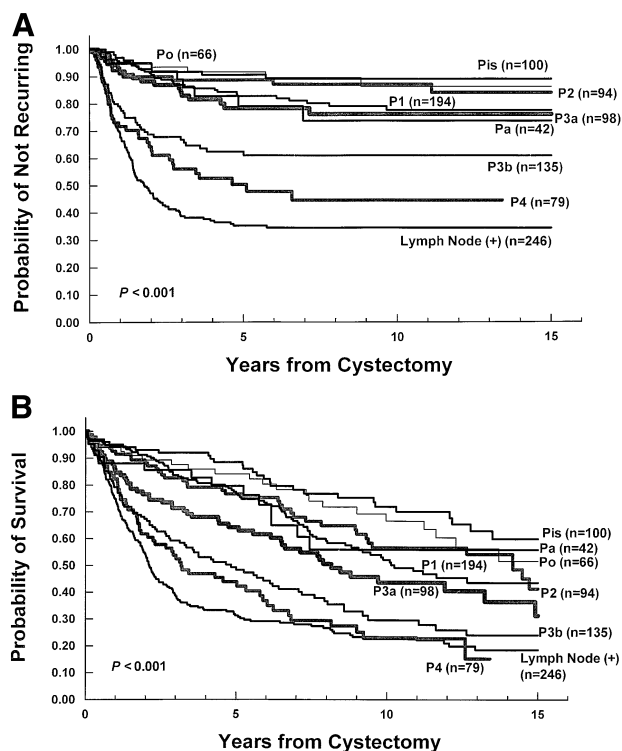 A
Probability of Not Recurring
1.00
0.90
0.80
0.70
0.60
0.50
0.40
0.30
0.20
0.10
0.00
Po (n=66)
Pis (n=100)
P2 (n=94)
P1 (n=194)
P3a (n=98)
Pa (n=42)
P3b (n=135)
P4 (n=79)
Lymph Node (+) (n=246)
P < 0.001
0 5 10 15
Years from Cystectomy
B
Probability of Survival
1.00
0.90
0.80
0.70
0.60
0.50
0.40
0.30
0.20
0.10
0.00
Pis (n=100)
Pa (n=42)
Po (n=66)
P1 (n=194)
P3a (n=98)
P2 (n=94)
P3b (n=135)
Lymph Node (+)
(n=246)
P4 (n=79)
P < 0.001
0 5 10 15
Years from Cystectomy